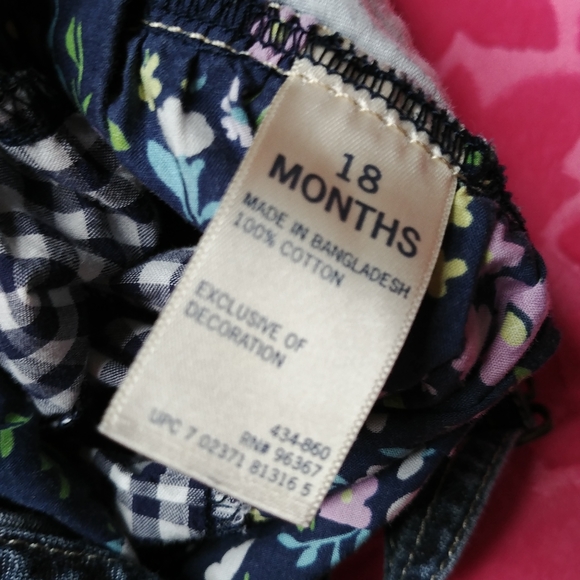 18
MONTHS
MADE IN BANGLADESH
100% COTTON
EXCLUSIVE OF
DECORATION
434-860
RN# 96367
UPC 7 02371 81316 5